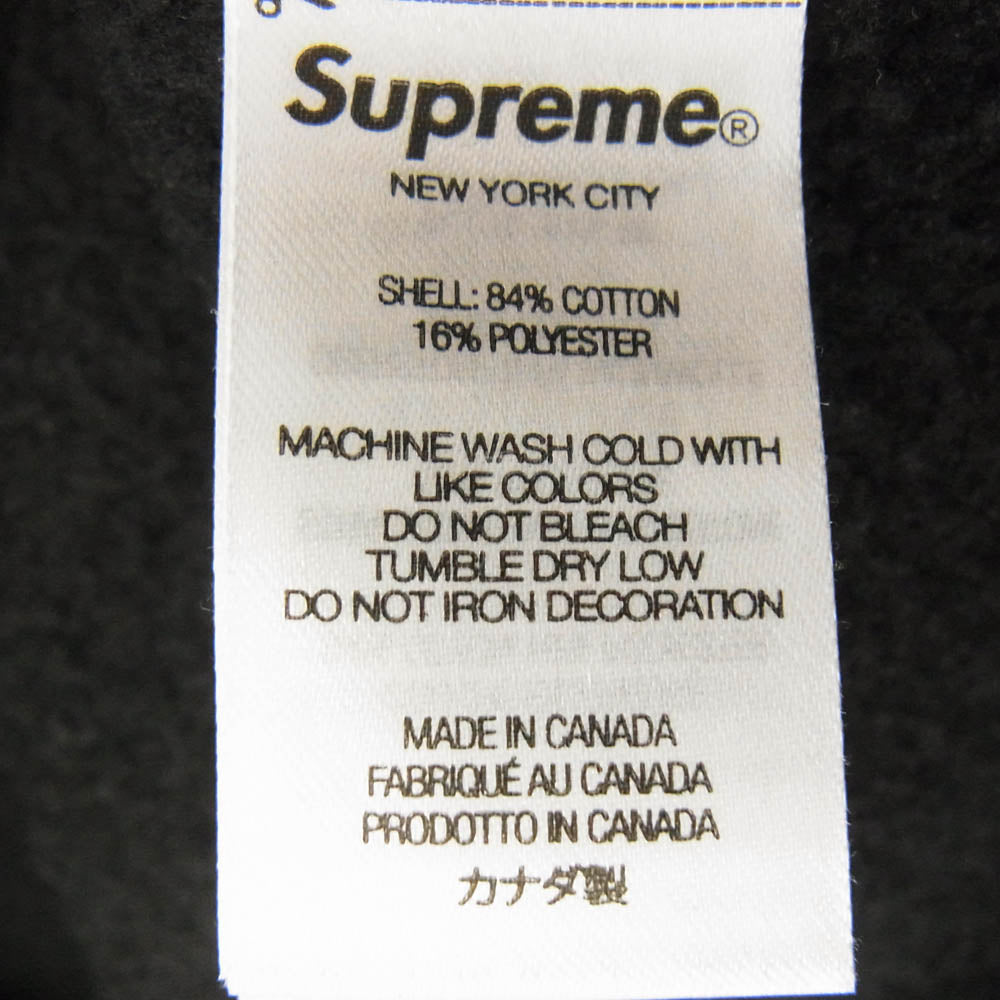 Supreme®
NEW YORK CITY
SHELL: 84% COTTON
16% POLYESTER
MACHINE WASH COLD WITH
LIKE COLORS
DO NOT BLEACH
TUMBLE DRY LOW
DO NOT IRON DECORATION
MADE IN CANADA
FABRIQUÉ AU CANADA
PRODOTTO IN CANADA
カナダ製